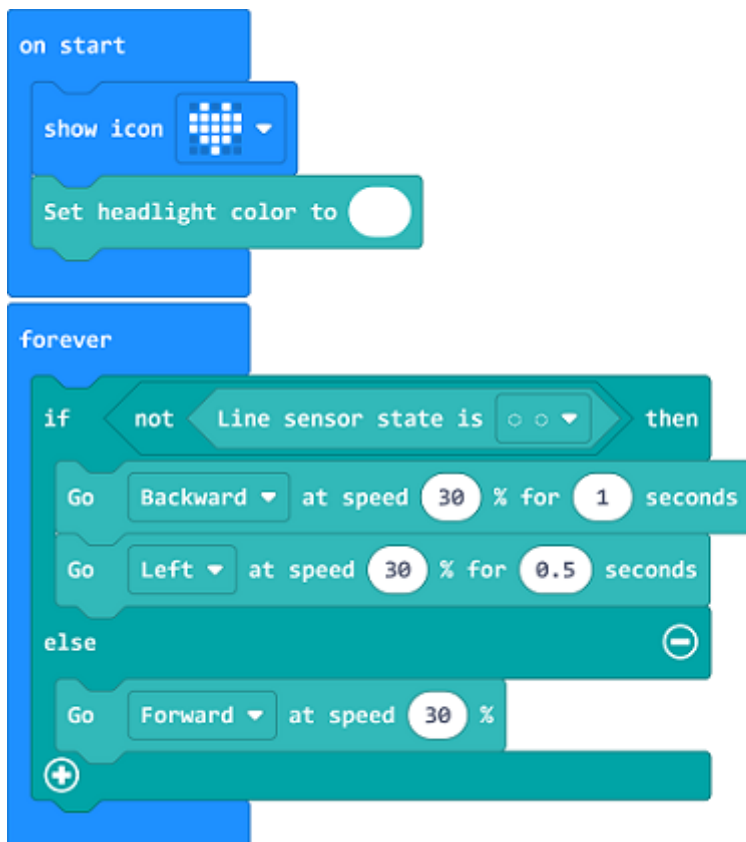 on start
show icon
Set headlight color to
forever
if not Line sensor state is then
Go Backward at speed 30 % for 1 seconds
Go Left at speed 30 % for 0.5 seconds
else
Go Forward at speed 30 %